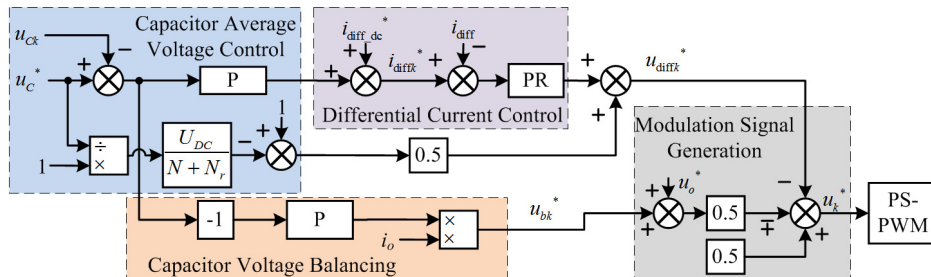 u_Ck
Capacitor Average
Voltage Control
u_C*
P
÷
×
1
U_DC
N + N_r
1
i_diff_dc*
i_diff
i_diffk*
PR
Differential Current Control
0.5
u_diffk*
-1
P
×
×
i_o
u_bk*
Capacitor Voltage Balancing
Modulation Signal
Generation
u_o*
0.5
0.5
u_k*
PS-
PWM